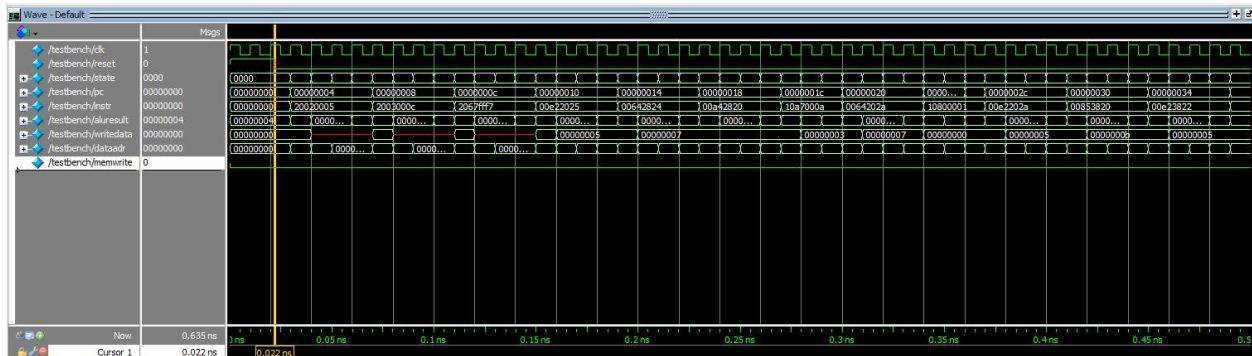 Wave - Default
Msgs
/testbench/clk 1
/testbench/reset 0
/testbench/state 0000 0000
/testbench/pc 00000000 00000000 00000004 00000008 0000000c 00000010 00000014 00000018 0000001c 00000020 0000... 0000002c 00000030 00000034
/testbench/instr 00000000 00000000 20020005 2003000c 2067fff7 00e22025 00642824 00a42820 10a7000a 0064202a 10800001 00e2202a 00853820 00e23822
/testbench/aluresult 00000004 00000004 0000... 0000... 0000... 0000... 0000... 0000... 0000... 0000... 0000... 0000...
/testbench/writedata 00000000 00000000 00000005 00000007 00000003 00000007 00000000 00000005 0000000b 00000005
/testbench/dataadr 00000000 00000000 0000... 0000... 0000...
/testbench/memwrite 0
Now 0.635 ns 0.05 ns 0.1 ns 0.15 ns 0.2 ns 0.25 ns 0.3 ns 0.35 ns 0.4 ns 0.45 ns
Cursor 1 0.022 ns 0.022 ns